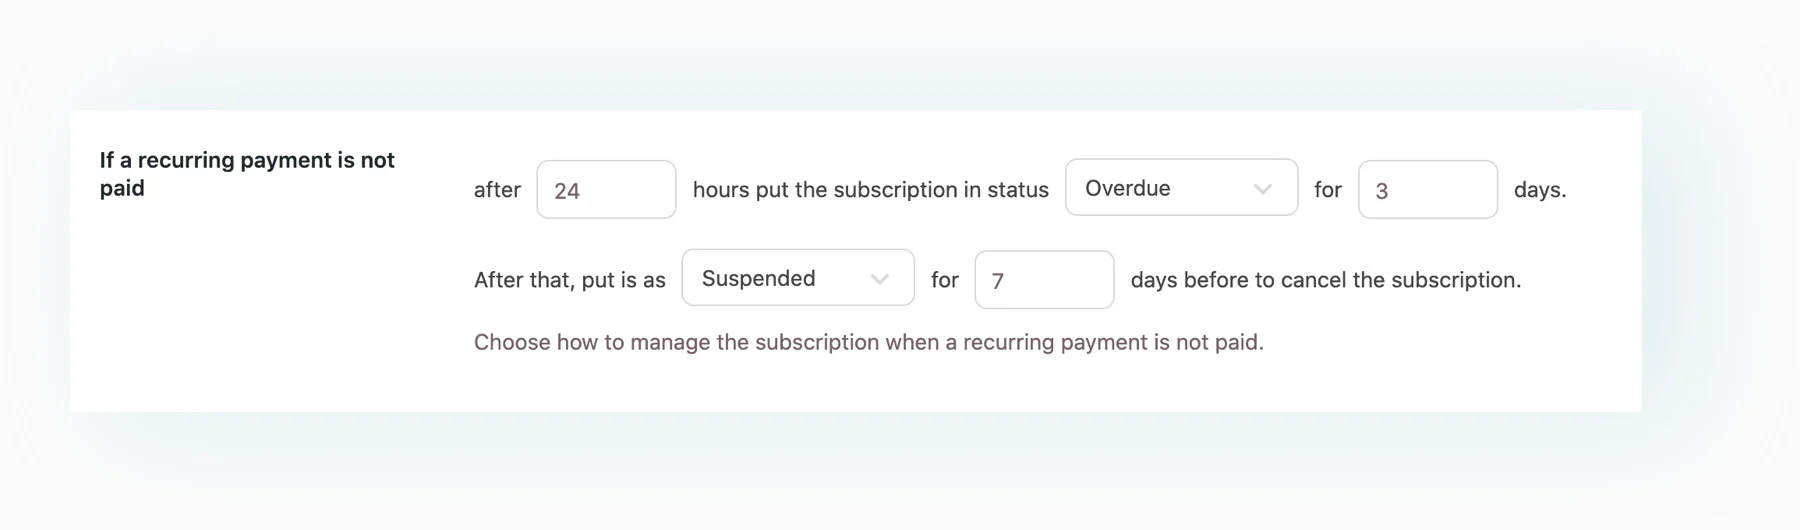 If a recurring payment is not
paid
after 24 hours put the subscription in status Overdue for 3 days.
After that, put is as Suspended for 7 days before to cancel the subscription.
Choose how to manage the subscription when a recurring payment is not paid.